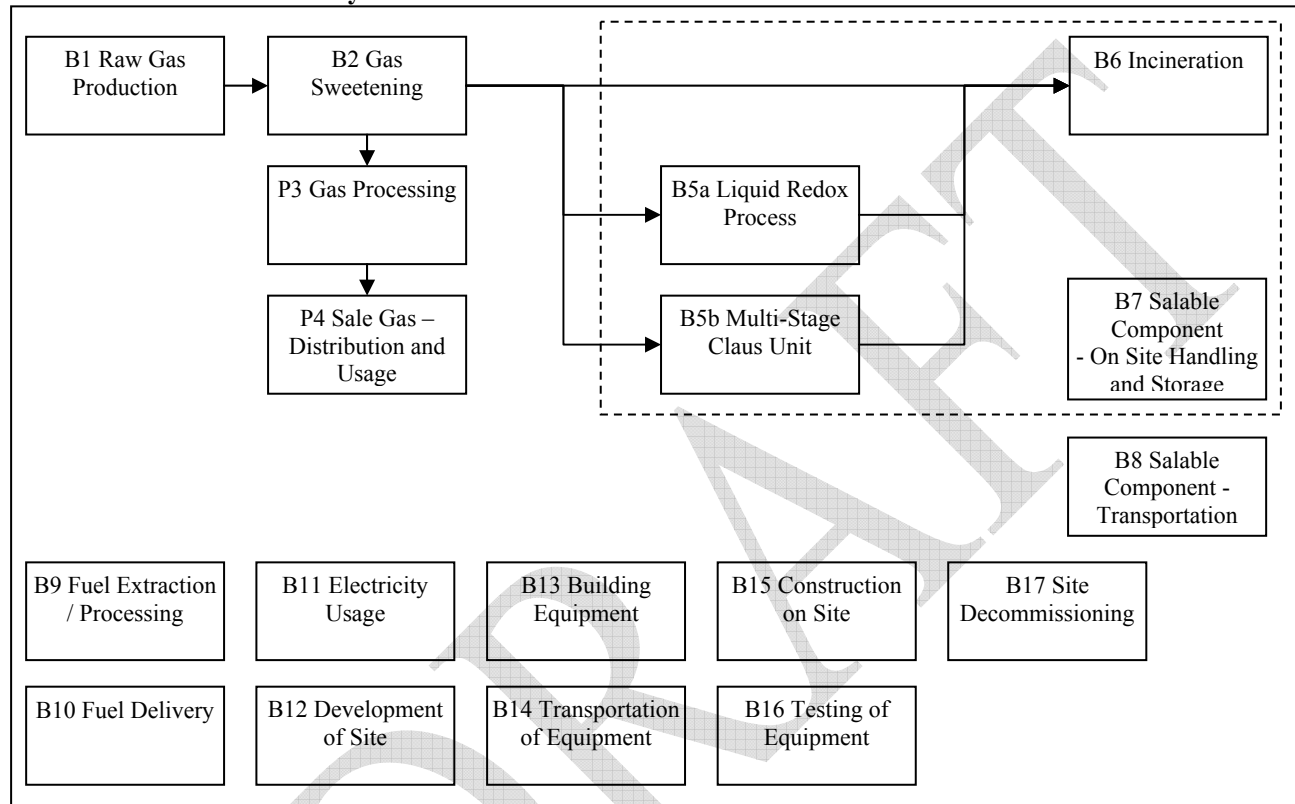 B1 Raw Gas
Production
B2 Gas
Sweetening
B6 Incineration
P3 Gas Processing
B5a Liquid Redox
Process
P4 Sale Gas –
Distribution and
Usage
B5b Multi-Stage
Claus Unit
B7 Salable
Component
- On Site Handling
and Storage
B8 Salable
Component -
Transportation
B9 Fuel Extraction
/ Processing
B11 Electricity
Usage
B13 Building
Equipment
B15 Construction
on Site
B17 Site
Decommissioning
B10 Fuel Delivery
B12 Development
of Site
B14 Transportation
of Equipment
B16 Testing of
Equipment
DRAFT